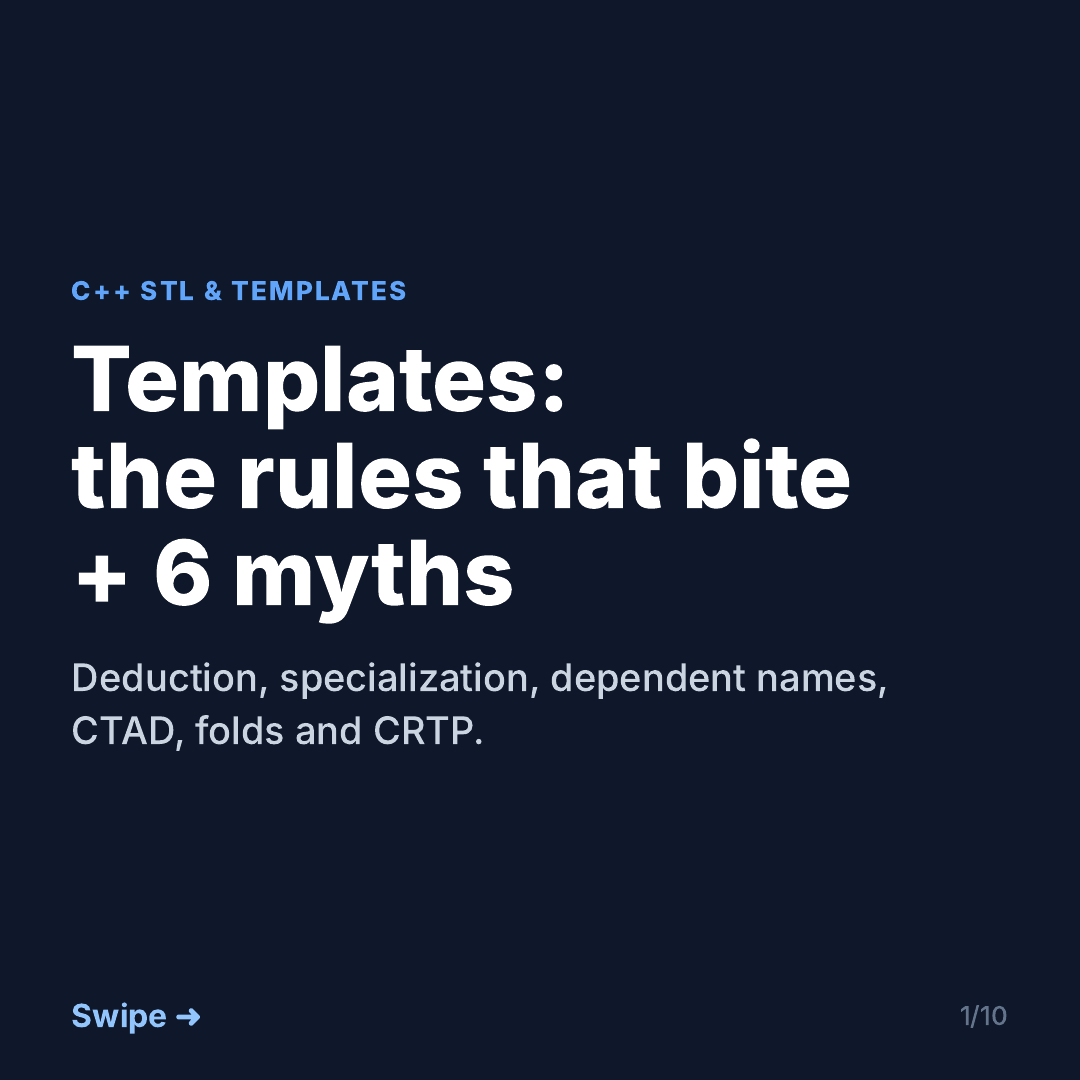 C++ STL & TEMPLATES
Templates:
the rules that bite
+ 6 myths
Deduction, specialization, dependent names,
CTAD, folds and CRTP.
Swipe ➜
1/10